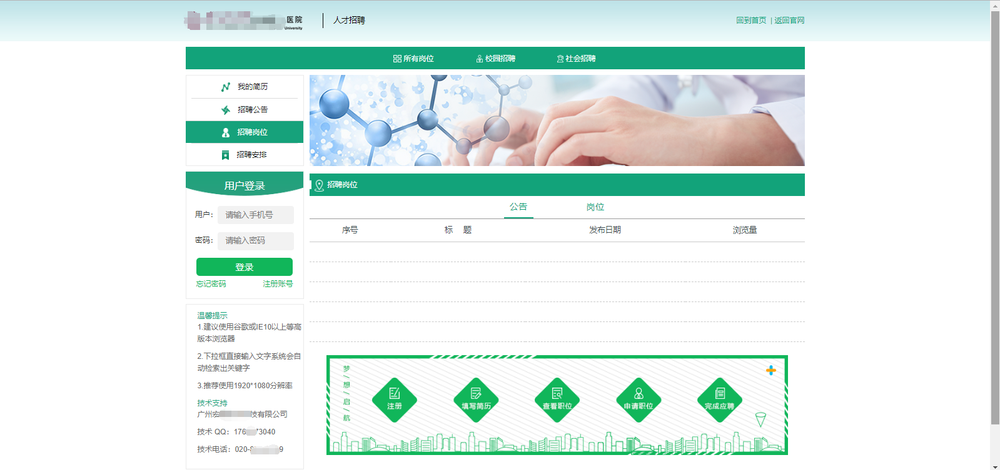 医院
University
人才招聘
回到首页 | 返回官网
所有岗位
校园招聘
社会招聘
我的简历
招聘公告
招聘岗位
招聘安排
用户登录
用户：
请输入手机号
密码：
请输入密码
登录
忘记密码
注册账号
温馨提示
1.建议使用谷歌或IE10以上等高
版本浏览器
2.下拉框直接输入文字系统会自
动检索出关键字
3.推荐使用1920*1080分辨率
技术支持
广州宏 技有限公司
技术 QQ：176 73040
技术电话：020-8 9
招聘岗位
公告
岗位
序号
标 题
发布日期
浏览量
梦/想/启/航
注册
填写简历
查看职位
申请职位
完成应聘